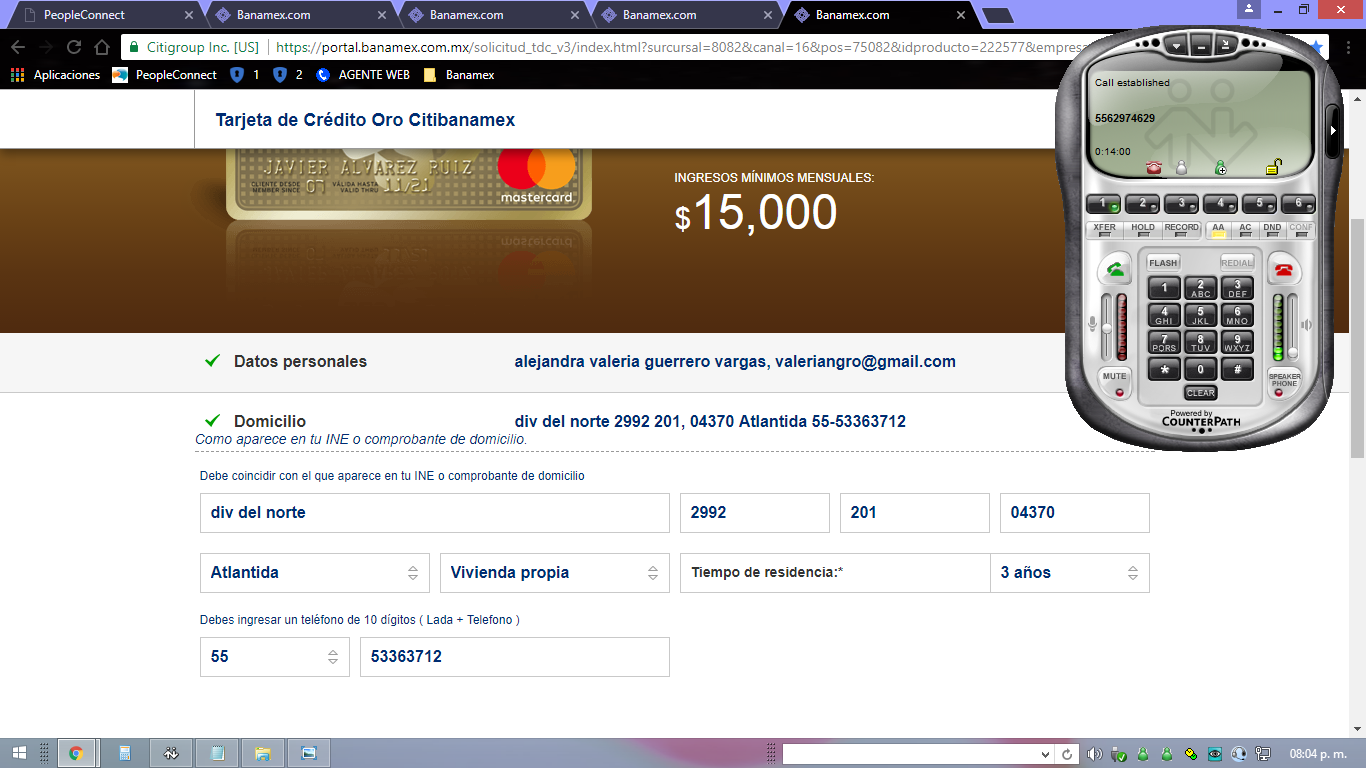 PeopleConnect
Banamex.com
Banamex.com
Banamex.com
Banamex.com
Citigroup Inc. [US] https://portal.banamex.com.mx/solicitud_tdc_v3/index.html?surcursal=8082&canal=16&pos=75082&idproducto=222577&empres
Aplicaciones PeopleConnect 1 2 AGENTE WEB Banamex
Tarjeta de Crédito Oro Citibanamex
JAVIER ALVAREZ RUIZ
CLIENTE DESDE
MEMBER SINCE
07
VÁLIDA HASTA
VALID THRU
11/21
mastercard
INGRESOS MÍNIMOS MENSUALES:
$15,000
Datos personales alejandra valeria guerrero vargas, valeriangro@gmail.com
Domicilio div del norte 2992 201, 04370 Atlantida 55-53363712
Como aparece en tu INE o comprobante de domicilio.
Debe coincidir con el que aparece en tu INE o comprobante de domicilio
div del norte 2992 201 04370
Atlantida Vivienda propia Tiempo de residencia:* 3 años
Debes ingresar un teléfono de 10 dígitos ( Lada + Telefono )
55 53363712
Call established
5562974629
0:14:00
1 2 3 4 5 6
XFER HOLD RECORD AA AC DND CONF
FLASH REDIAL
1 2 ABC 3 DEF
4 GHI 5 JKL 6 MNO
7 PQRS 8 TUV 9 WXYZ
* 0 #
MUTE SPEAKER PHONE
CLEAR
Powered by
COUNTERPATH
08:04 p. m.